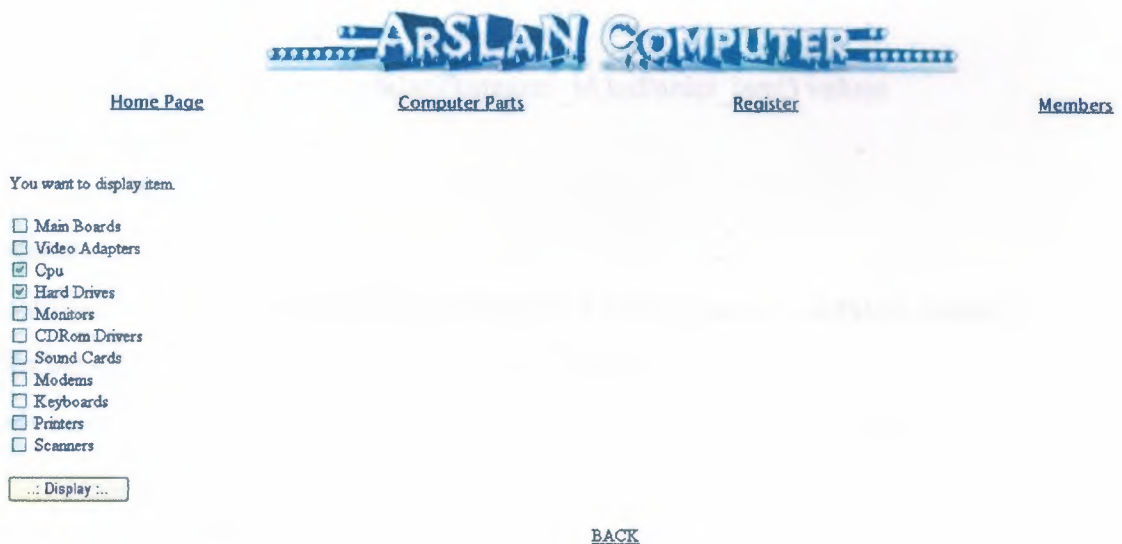 ARSLAN COMPUTER
Home Page Computer Parts Register Members
You want to display item.
Main Boards
Video Adapters
Cpu
Hard Drives
Monitors
CDRom Drivers
Sound Cards
Modems
Keyboards
Printers
Scanners
..: Display :..
BACK